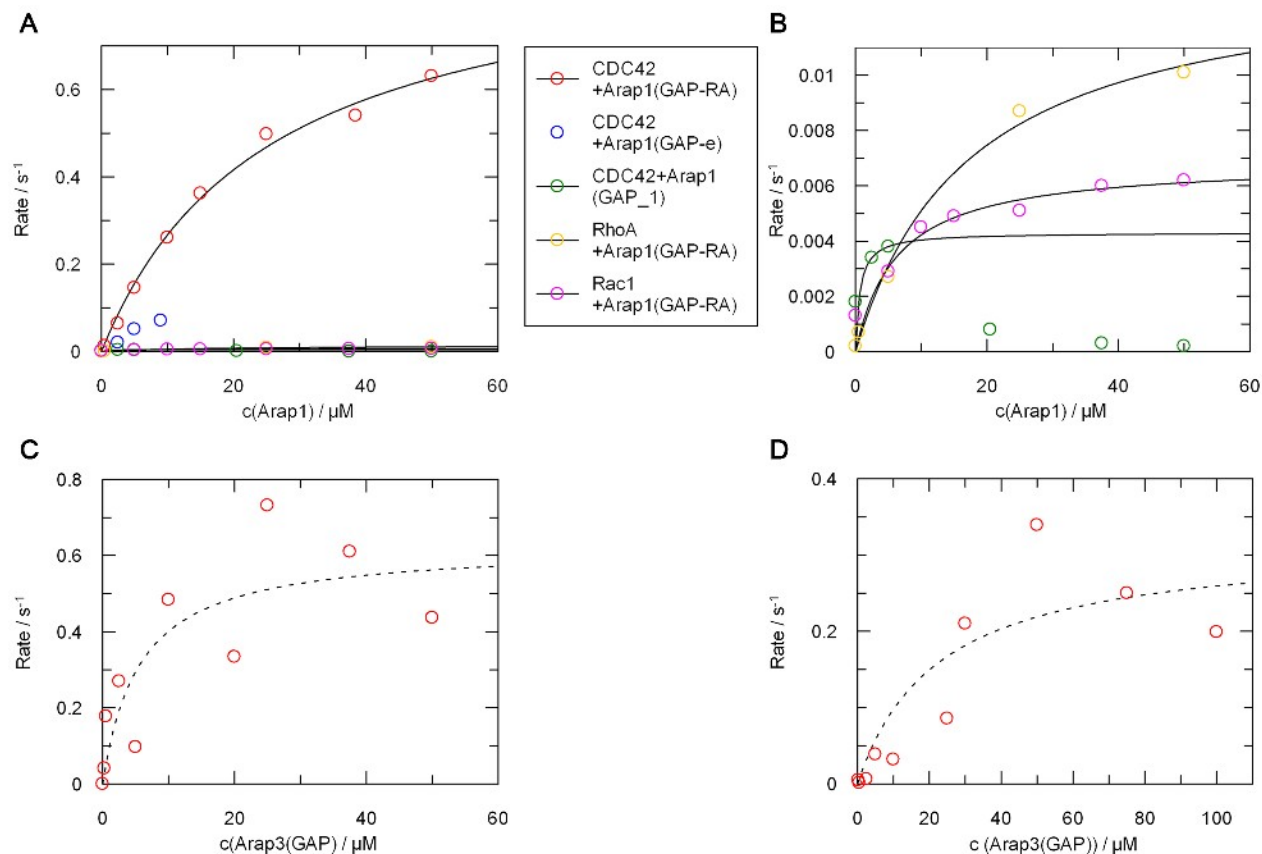 A
Rate / s-1
0.6
0.4
0.2
0
0
20
40
60
c(Arap1) / µM
CDC42
+Arap1(GAP-RA)
CDC42
+Arap1(GAP-e)
CDC42+Arap1
(GAP_1)
RhoA
+Arap1(GAP-RA)
Rac1
+Arap1(GAP-RA)
B
Rate / s-1
0.01
0.008
0.006
0.004
0.002
0
0
20
40
60
c(Arap1) / µM
C
Rate / s-1
0.8
0.6
0.4
0.2
0
0
20
40
60
c(Arap3(GAP) / µM
D
Rate / s-1
0.4
0.2
0
0
20
40
60
80
100
c (Arap3(GAP)) / µM